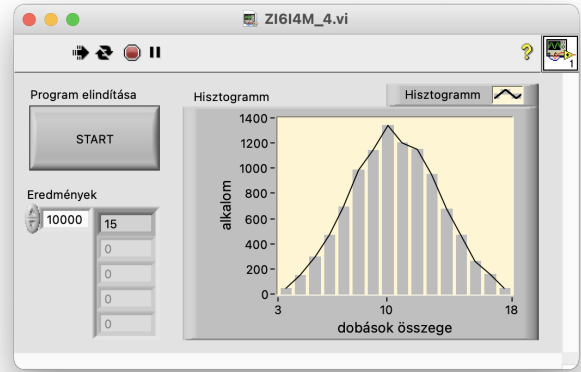 ZI6I4M_4.vi
?
1
Program elindítása
START
Eredmények
10000
15
0
0
0
0
Hisztogramm
Hisztogramm
alkalom
1400
1200
1000
800
600
400
200
0
3 10 18
dobások összege